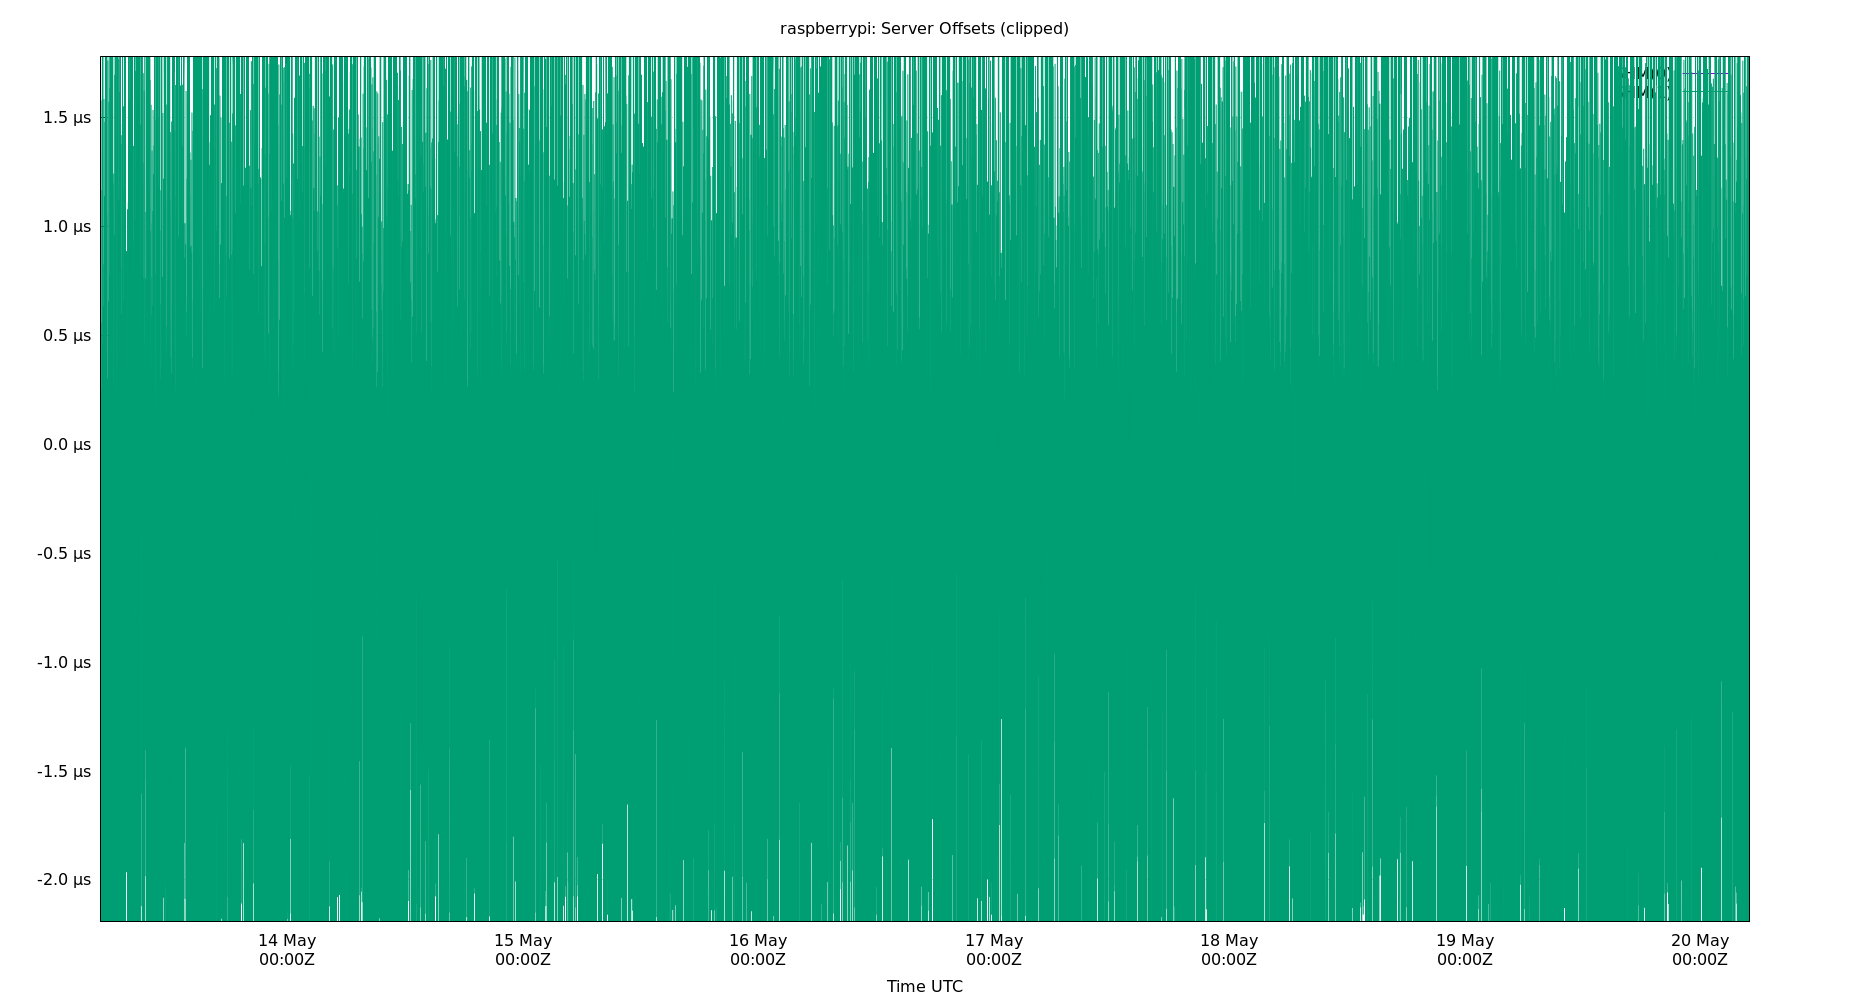 raspberrypi: Server Offsets (clipped)
1.5 µs
1.0 µs
0.5 µs
0.0 µs
-0.5 µs
-1.0 µs
-1.5 µs
-2.0 µs
14 May
00:00Z
15 May
00:00Z
16 May
00:00Z
17 May
00:00Z
18 May
00:00Z
19 May
00:00Z
20 May
00:00Z
Time UTC